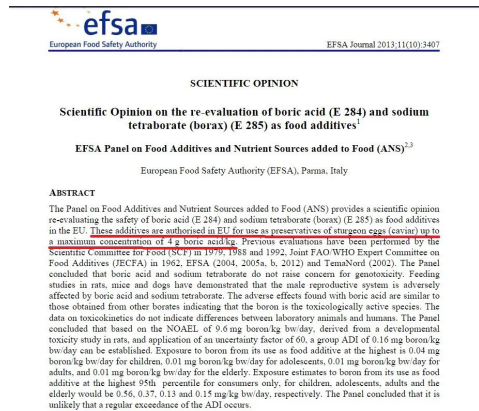 efsa
European Food Safety Authority
EFSA Journal 2013;11(10):3407
SCIENTIFIC OPINION
Scientific Opinion on the re-evaluation of boric acid (E 284) and sodium
tetraborate (borax) (E 285) as food additives1
EFSA Panel on Food Additives and Nutrient Sources added to Food (ANS)2,3
European Food Safety Authority (EFSA), Parma, Italy
ABSTRACT
The Panel on Food Additives and Nutrient Sources added to Food (ANS) provides a scientific opinion
re-evaluating the safety of boric acid (E 284) and sodium tetraborate (borax) (E 285) as food additives
in the EU. These additives are authorised in EU for use as preservatives of sturgeon eggs (caviar) up to
a maximum concentration of 4 g boric acid/kg. Previous evaluations have been performed by the
Scientific Committee for Food (SCF) in 1979, 1988 and 1992, Joint FAO/WHO Expert Committee on
Food Additives (JECFA) in 1962, EFSA (2004, 2005a, b, 2012) and TemaNord (2002). The Panel
concluded that boric acid and sodium tetraborate do not raise concern for genotoxicity. Feeding
studies in rats, mice and dogs have demonstrated that the male reproductive system is adversely
affected by boric acid and sodium tetraborate. The adverse effects found with boric acid are similar to
those obtained from other borates indicating that the boron is the toxicologically active species. The
data on toxicokinetics do not indicate differences between laboratory animals and humans. The Panel
concluded that based on the NOAEL of 9.6 mg boron/kg bw/day, derived from a developmental
toxicity study in rats, and application of an uncertainty factor of 60, a group ADI of 0.16 mg boron/kg
bw/day can be established. Exposure to boron from its use as food additive at the highest is 0.04 mg
boron/kg bw/day for children, 0.01 mg boron/kg bw/day for adolescents, 0.01 mg boron/kg bw/day for
adults, and 0.01 mg boron/kg bw/day for the elderly. Exposure estimates to boron from its use as food
additive at the highest 95th percentile for consumers only, for children, adolescents, adults and the
elderly would be 0.56, 0.37, 0.13 and 0.15 mg/kg bw/day, respectively. The Panel concluded that it is
unlikely that a regular exceedance of the ADI occurs.